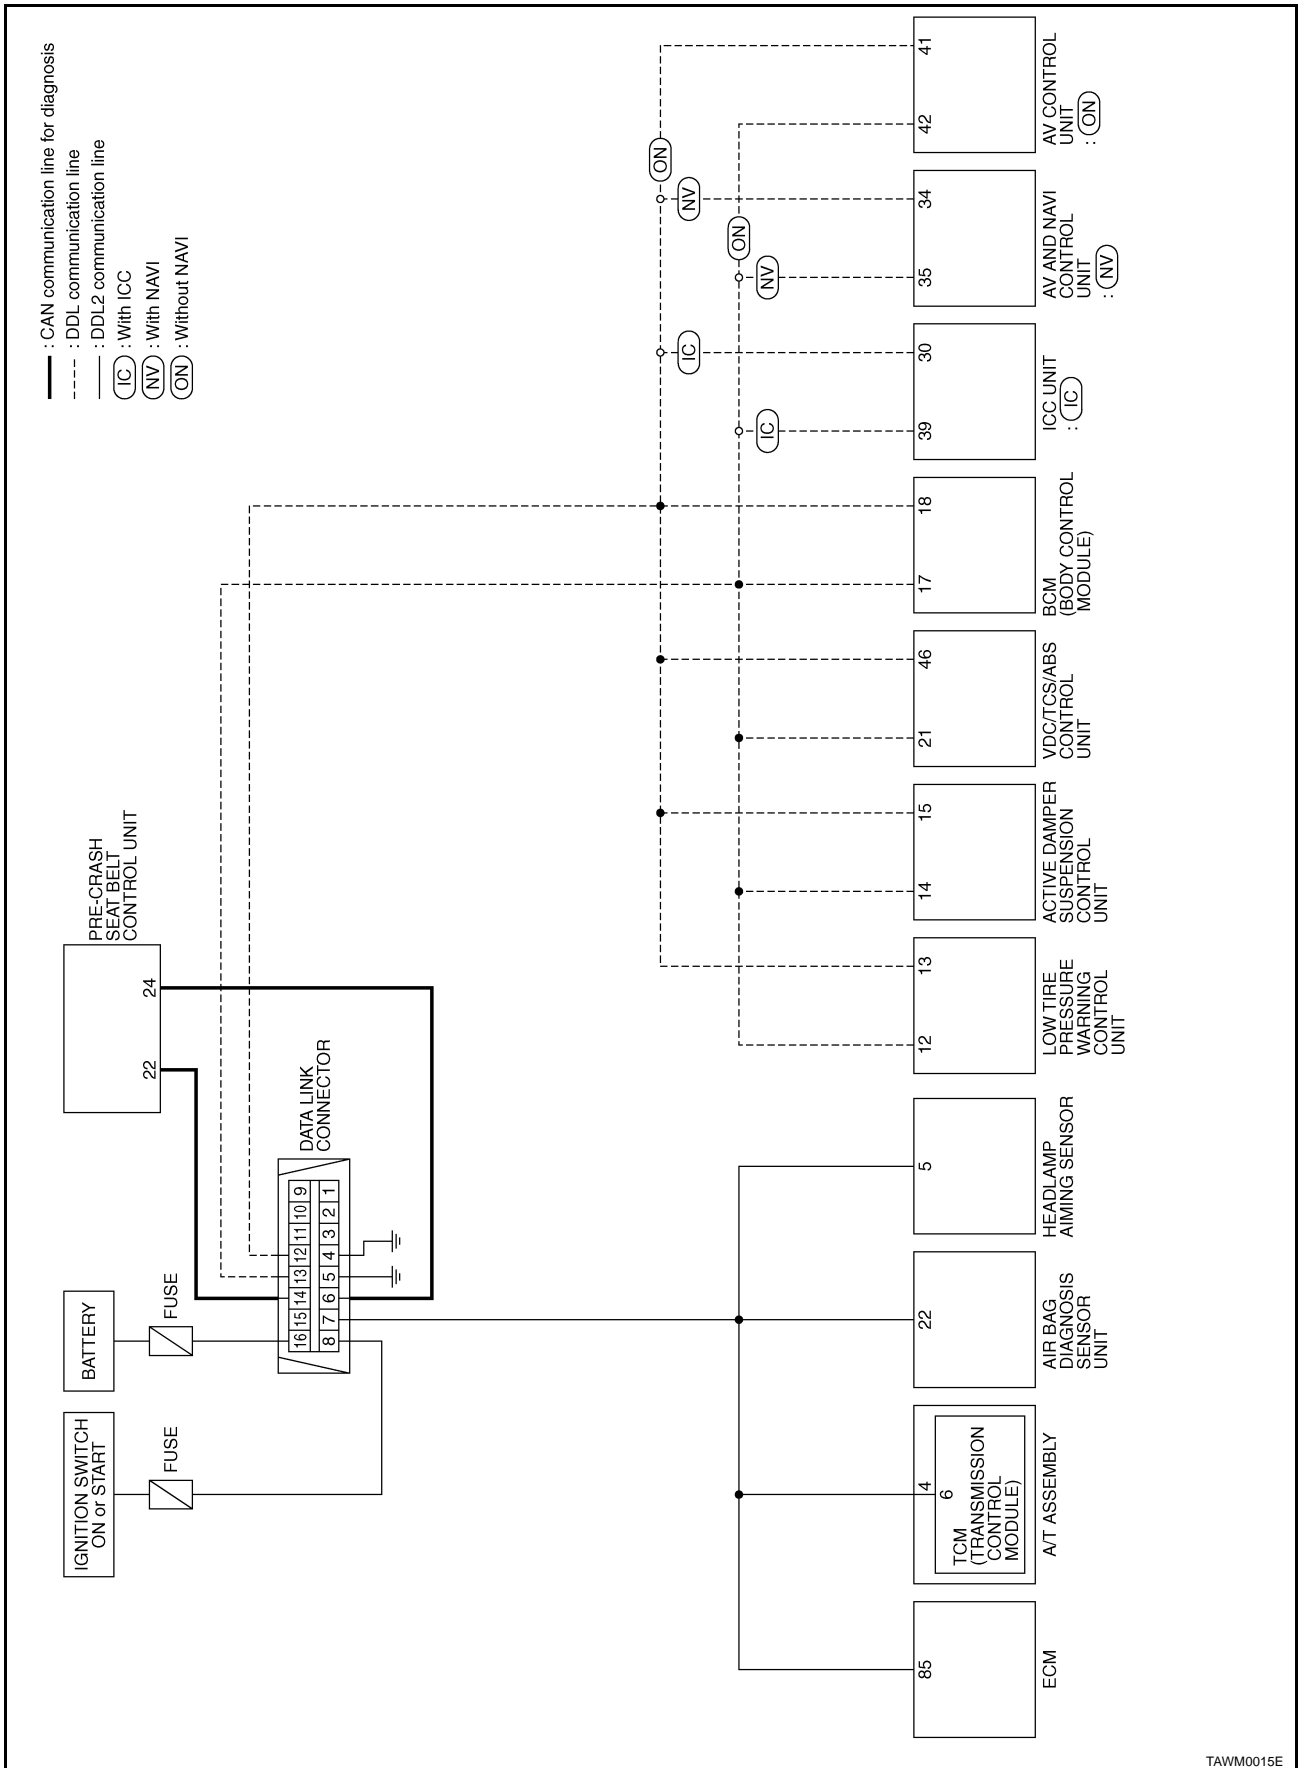 : CAN communication line for diagnosis
: DDL communication line
: DDL2 communication line
IC : With ICC
NV : With NAVI
ON : Without NAVI
IGNITION SWITCH
ON or START
BATTERY
FUSE
FUSE
PRE-CRASH
SEAT BELT
CONTROL UNIT
22
24
DATA LINK
CONNECTOR
16 15 14 13 12 11 10 9
8 7 6 5 4 3 2 1
ON
NV
IC
ON
NV
IC
85
ECM
4
6
TCM
(TRANSMISSION
CONTROL
MODULE)
A/T ASSEMBLY
22
AIR BAG
DIAGNOSIS
SENSOR
UNIT
5
HEADLAMP
AIMING SENSOR
12
13
LOW TIRE
PRESSURE
WARNING
CONTROL
UNIT
14
15
ACTIVE DAMPER
SUSPENSION
CONTROL
UNIT
21
46
VDC/TCS/ABS
CONTROL
UNIT
17
18
BCM
(BODY CONTROL
MODULE)
39
30
ICC UNIT
: IC
35
34
AV AND NAVI
CONTROL
UNIT
: NV
42
41
AV CONTROL
UNIT
: ON
TAWM0015E